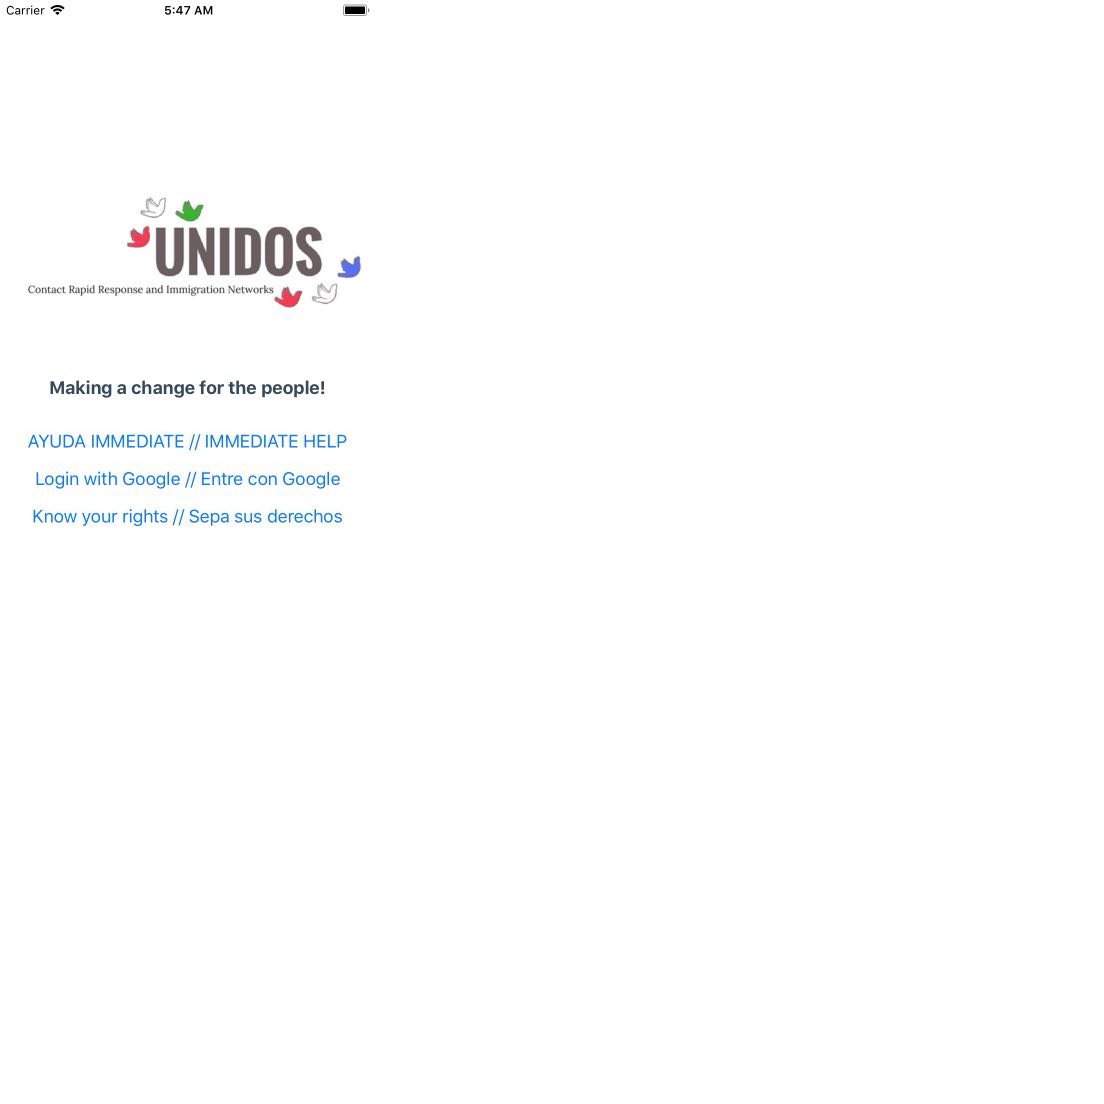 Carrier 5:47 AM
UNIDOS
Contact Rapid Response and Immigration Networks
Making a change for the people!
AYUDA IMMEDIATE // IMMEDIATE HELP
Login with Google // Entre con Google
Know your rights // Sepa sus derechos